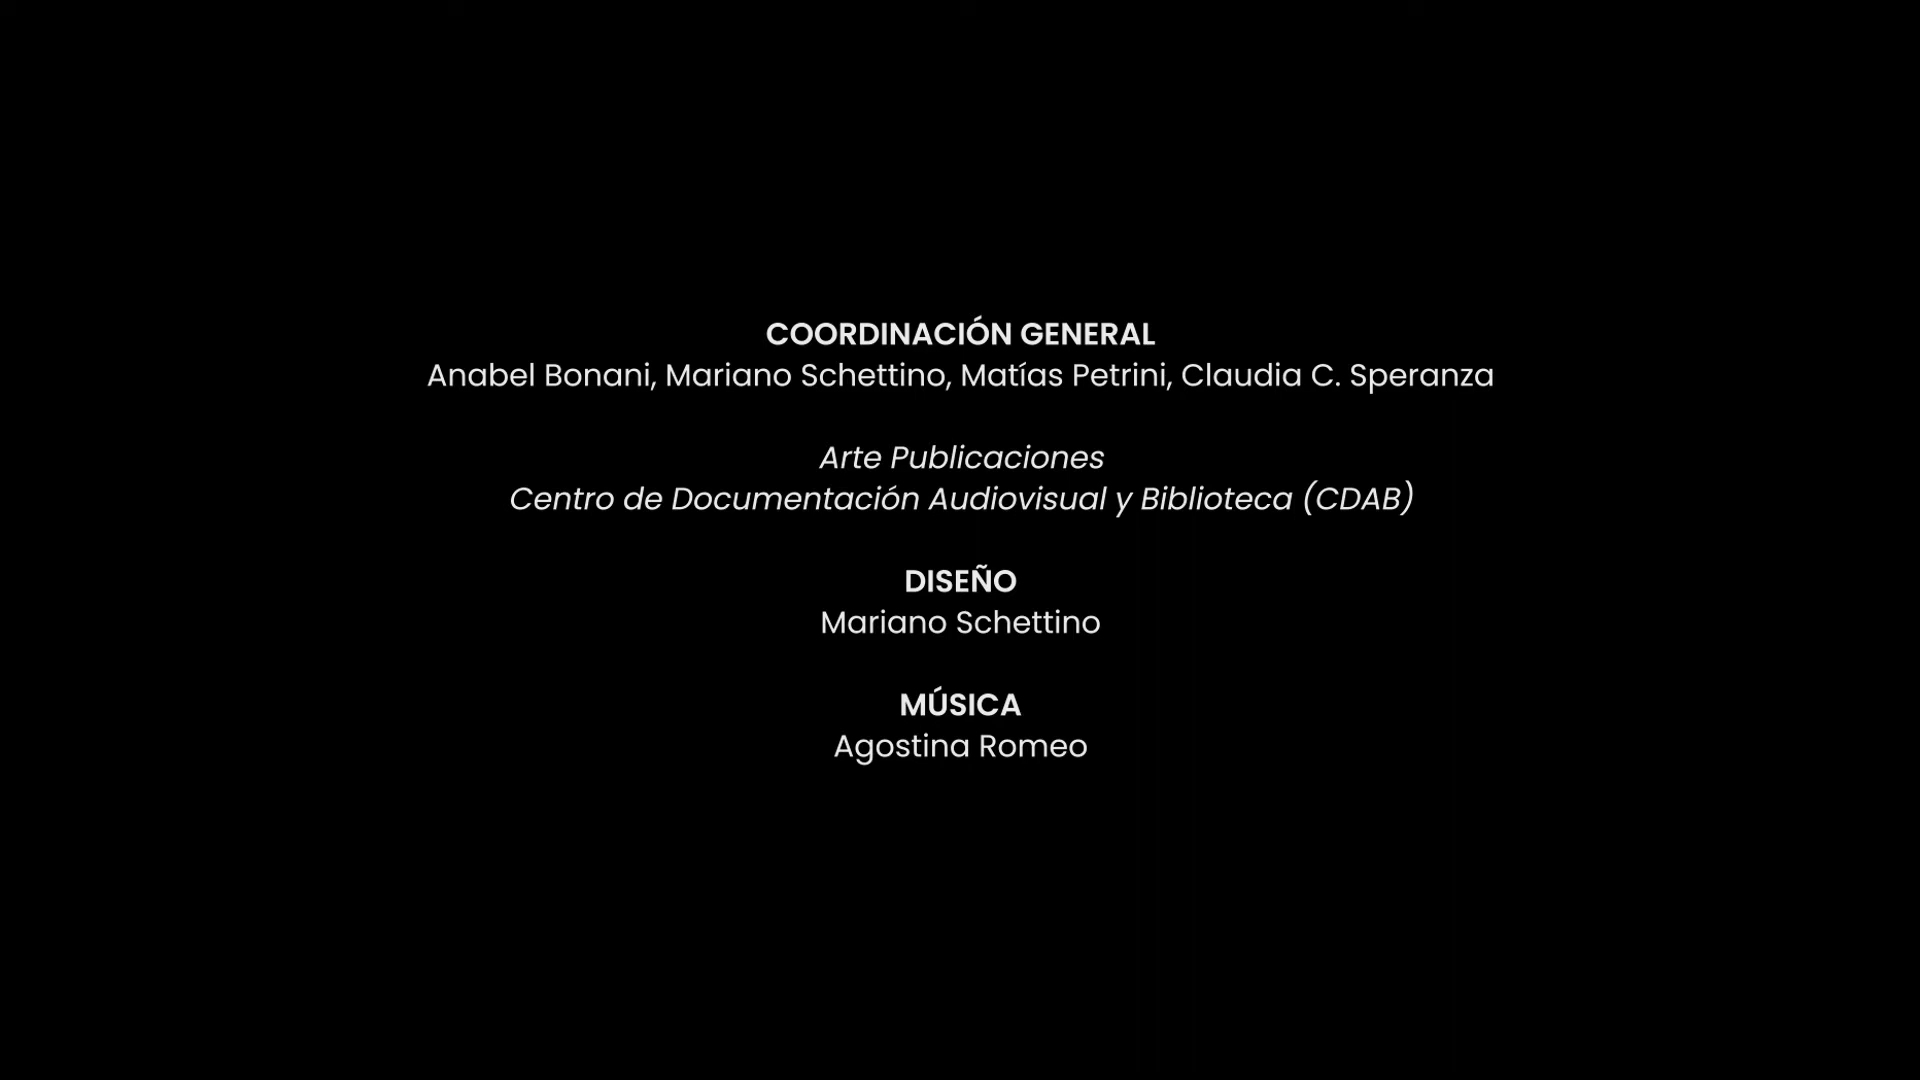 COORDINACIÓN GENERAL
Anabel Bonani, Mariano Schettino, Matías Petrini, Claudia C. Speranza
Arte Publicaciones
Centro de Documentación Audiovisual y Biblioteca (CDAB)
DISEÑO
Mariano Schettino
MÚSICA
Agostina Romeo